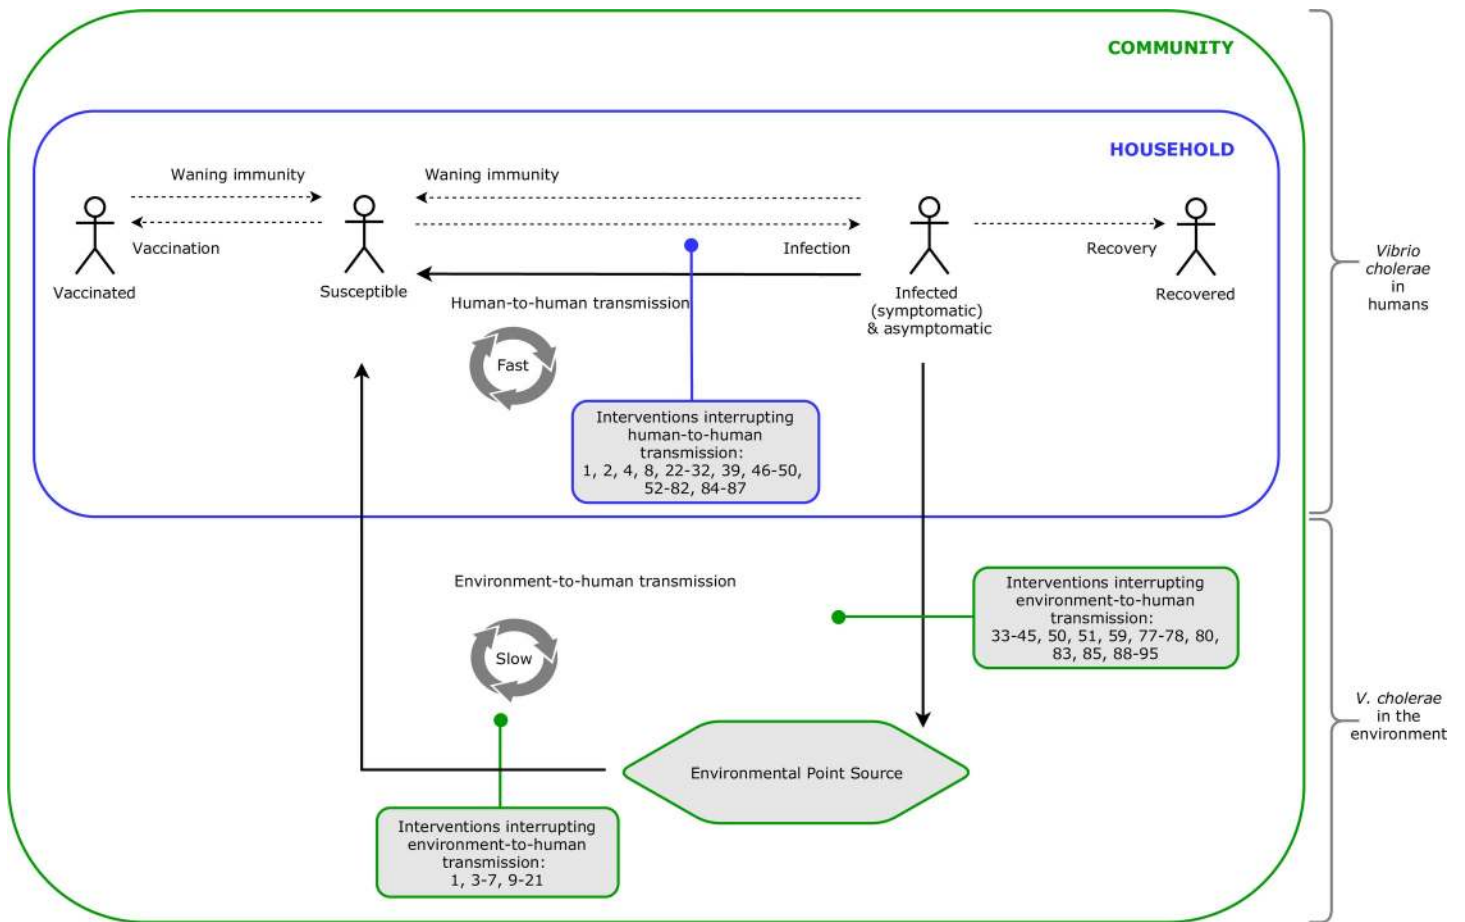 COMMUNITY
HOUSEHOLD
Waning immunity
Waning immunity
Vaccination
Infection
Recovery
Vaccinated
Susceptible
Infected
(symptomatic)
& asymptomatic
Recovered
Human-to-human transmission
Fast
Interventions interrupting
human-to-human
transmission:
1, 2, 4, 8, 22-32, 39, 46-50,
52-82, 84-87
Vibrio
cholerae
in
humans
Environment-to-human transmission
Slow
Interventions interrupting
environment-to-human
transmission:
33-45, 50, 51, 59, 77-78, 80,
83, 85, 88-95
V. cholerae
in the
environment
Environmental Point Source
Interventions interrupting
environment-to-human
transmission:
1, 3-7, 9-21